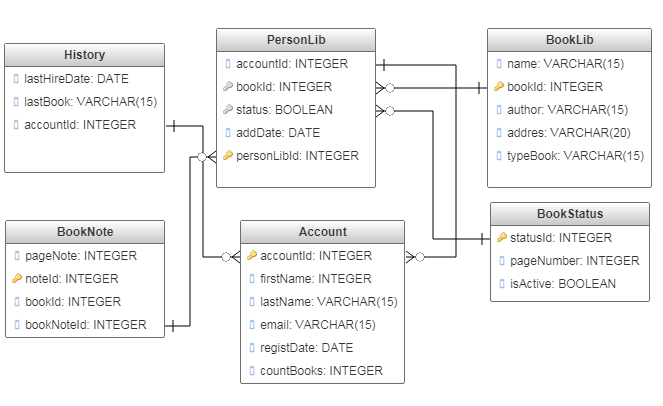 History
lastHireDate: DATE
lastBook: VARCHAR(15)
accountId: INTEGER
PersonLib
accountId: INTEGER
bookId: INTEGER
status: BOOLEAN
addDate: DATE
personLibId: INTEGER
BookLib
name: VARCHAR(15)
bookId: INTEGER
author: VARCHAR(15)
addres: VARCHAR(20)
typeBook: VARCHAR(15)
BookNote
pageNote: INTEGER
noteId: INTEGER
bookId: INTEGER
bookNoteId: INTEGER
Account
accountId: INTEGER
firstName: INTEGER
lastName: VARCHAR(15)
email: VARCHAR(15)
registDate: DATE
countBooks: INTEGER
BookStatus
statusId: INTEGER
pageNumber: INTEGER
isActive: BOOLEAN